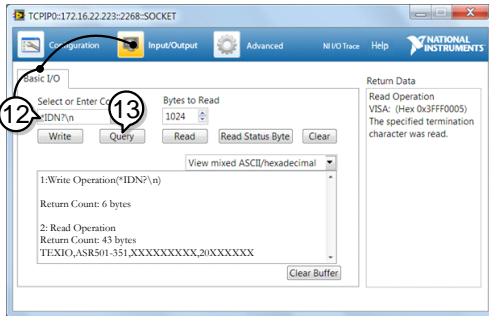 TCPIP0::172.16.22.223::2268::SOCKET
Configuration Input/Output Advanced NI I/O Trace Help NATIONAL INSTRUMENTS
Basic I/O
Return Data
Select or Enter Co
Bytes to Read
12
13
*IDN?\n
1024
Write Query Read Read Status Byte Clear
View mixed ASCII/hexadecimal
1:Write Operation(*IDN?\n)
Return Count: 6 bytes
2: Read Operation
Return Count: 43 bytes
TEXIO,ASR501-351,XXXXXXXXX,20XXXXXX
Clear Buffer
Read Operation
VISA: (Hex 0x3FFF0005)
The specified termination
character was read.